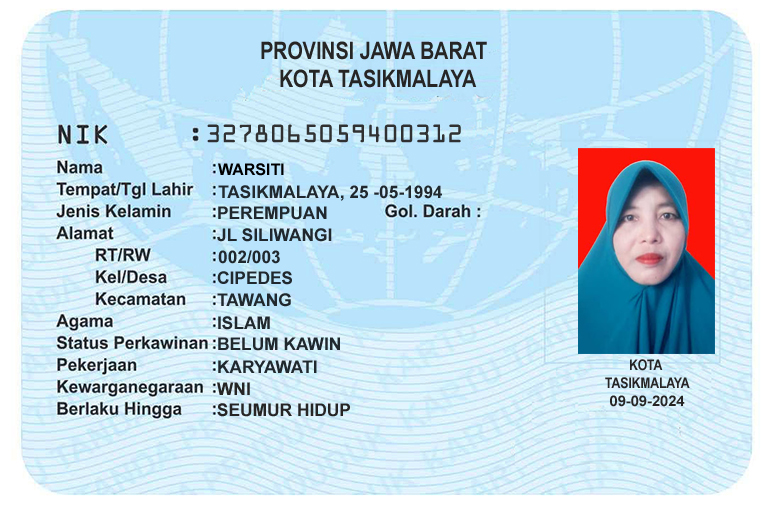 PROVINSI JAWA BARAT
KOTA TASIKMALAYA
NIK :3278065059400312
Nama :WARSITI
Tempat/Tgl Lahir :TASIKMALAYA, 25 -05-1994
Jenis Kelamin :PEREMPUAN Gol. Darah :
Alamat :JL SILIWANGI
RT/RW :002/003
Kel/Desa :CIPEDES
Kecamatan :TAWANG
Agama :ISLAM
Status Perkawinan :BELUM KAWIN
Pekerjaan :KARYAWATI
Kewarganegaraan :WNI
Berlaku Hingga :SEUMUR HIDUP
KOTA
TASIKMALAYA
09-09-2024